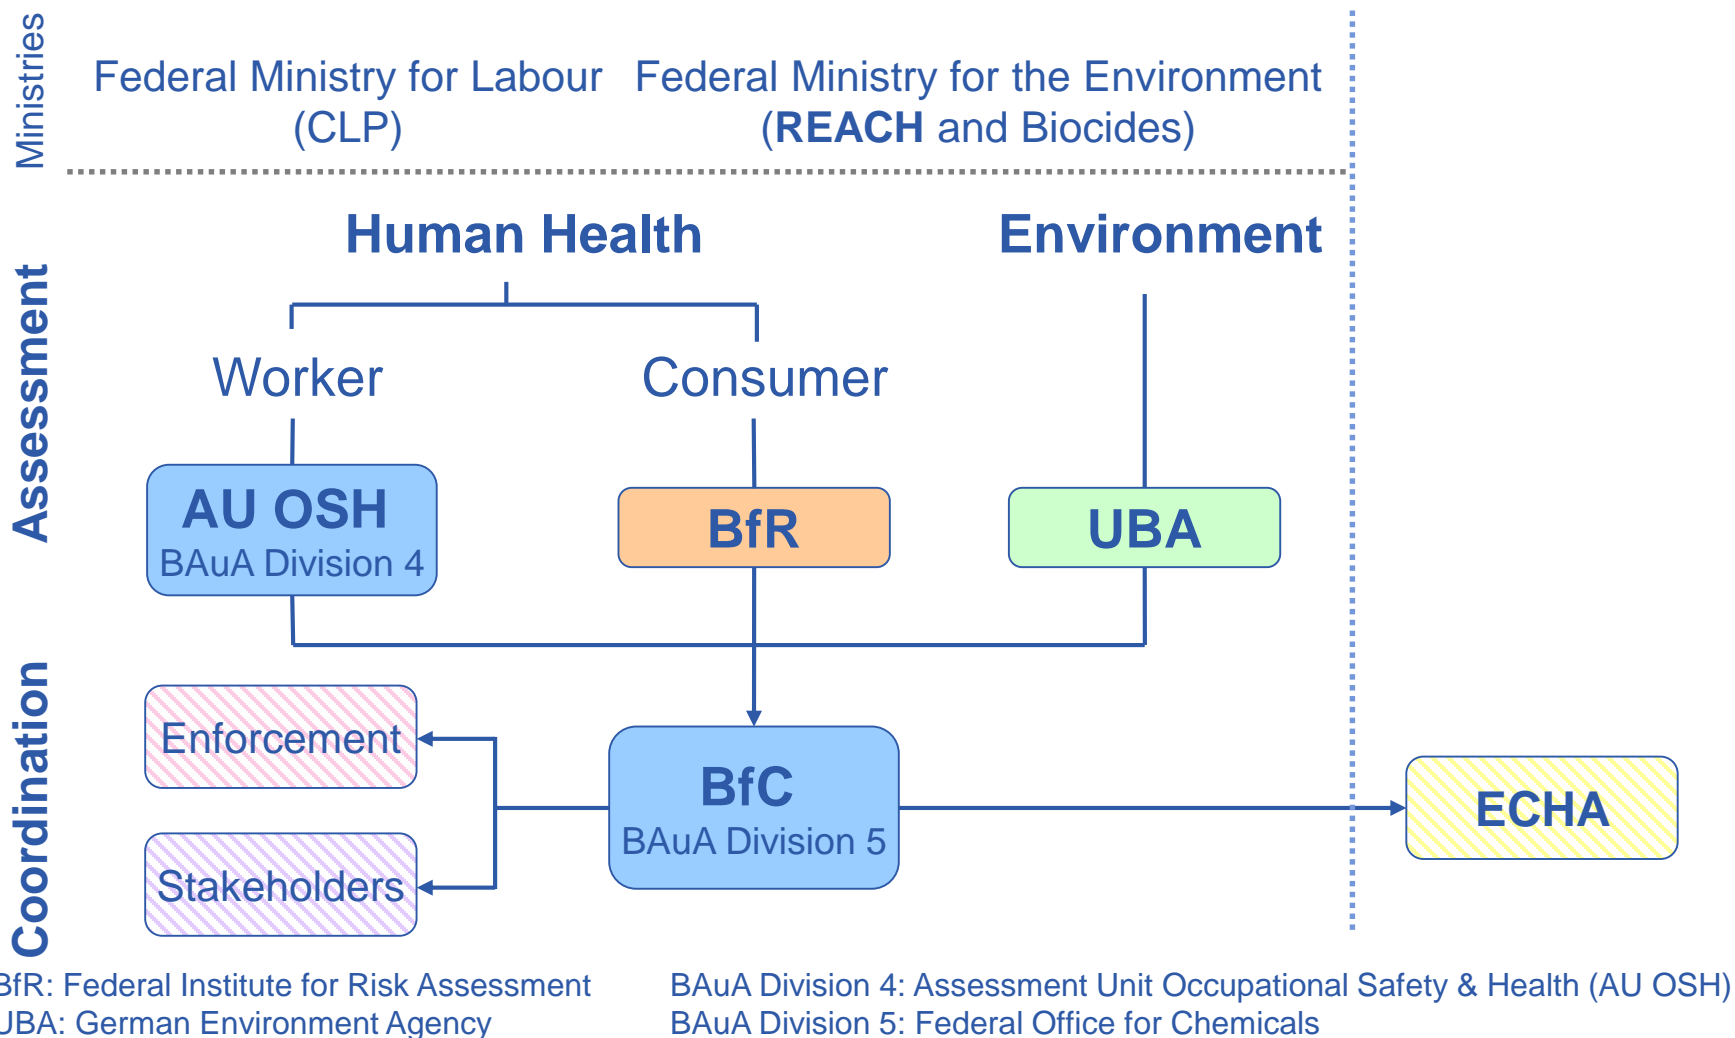 Ministries
Federal Ministry for Labour
(CLP)
Federal Ministry for the Environment
(REACH and Biocides)
Assessment
Human Health
Environment
Worker
Consumer
AU OSH
BAuA Division 4
BfR
UBA
Coordination
Enforcement
Stakeholders
BfC
BAuA Division 5
ECHA
BfR: Federal Institute for Risk Assessment
UBA: German Environment Agency
BAuA Division 4: Assessment Unit Occupational Safety & Health (AU OSH)
BAuA Division 5: Federal Office for Chemicals